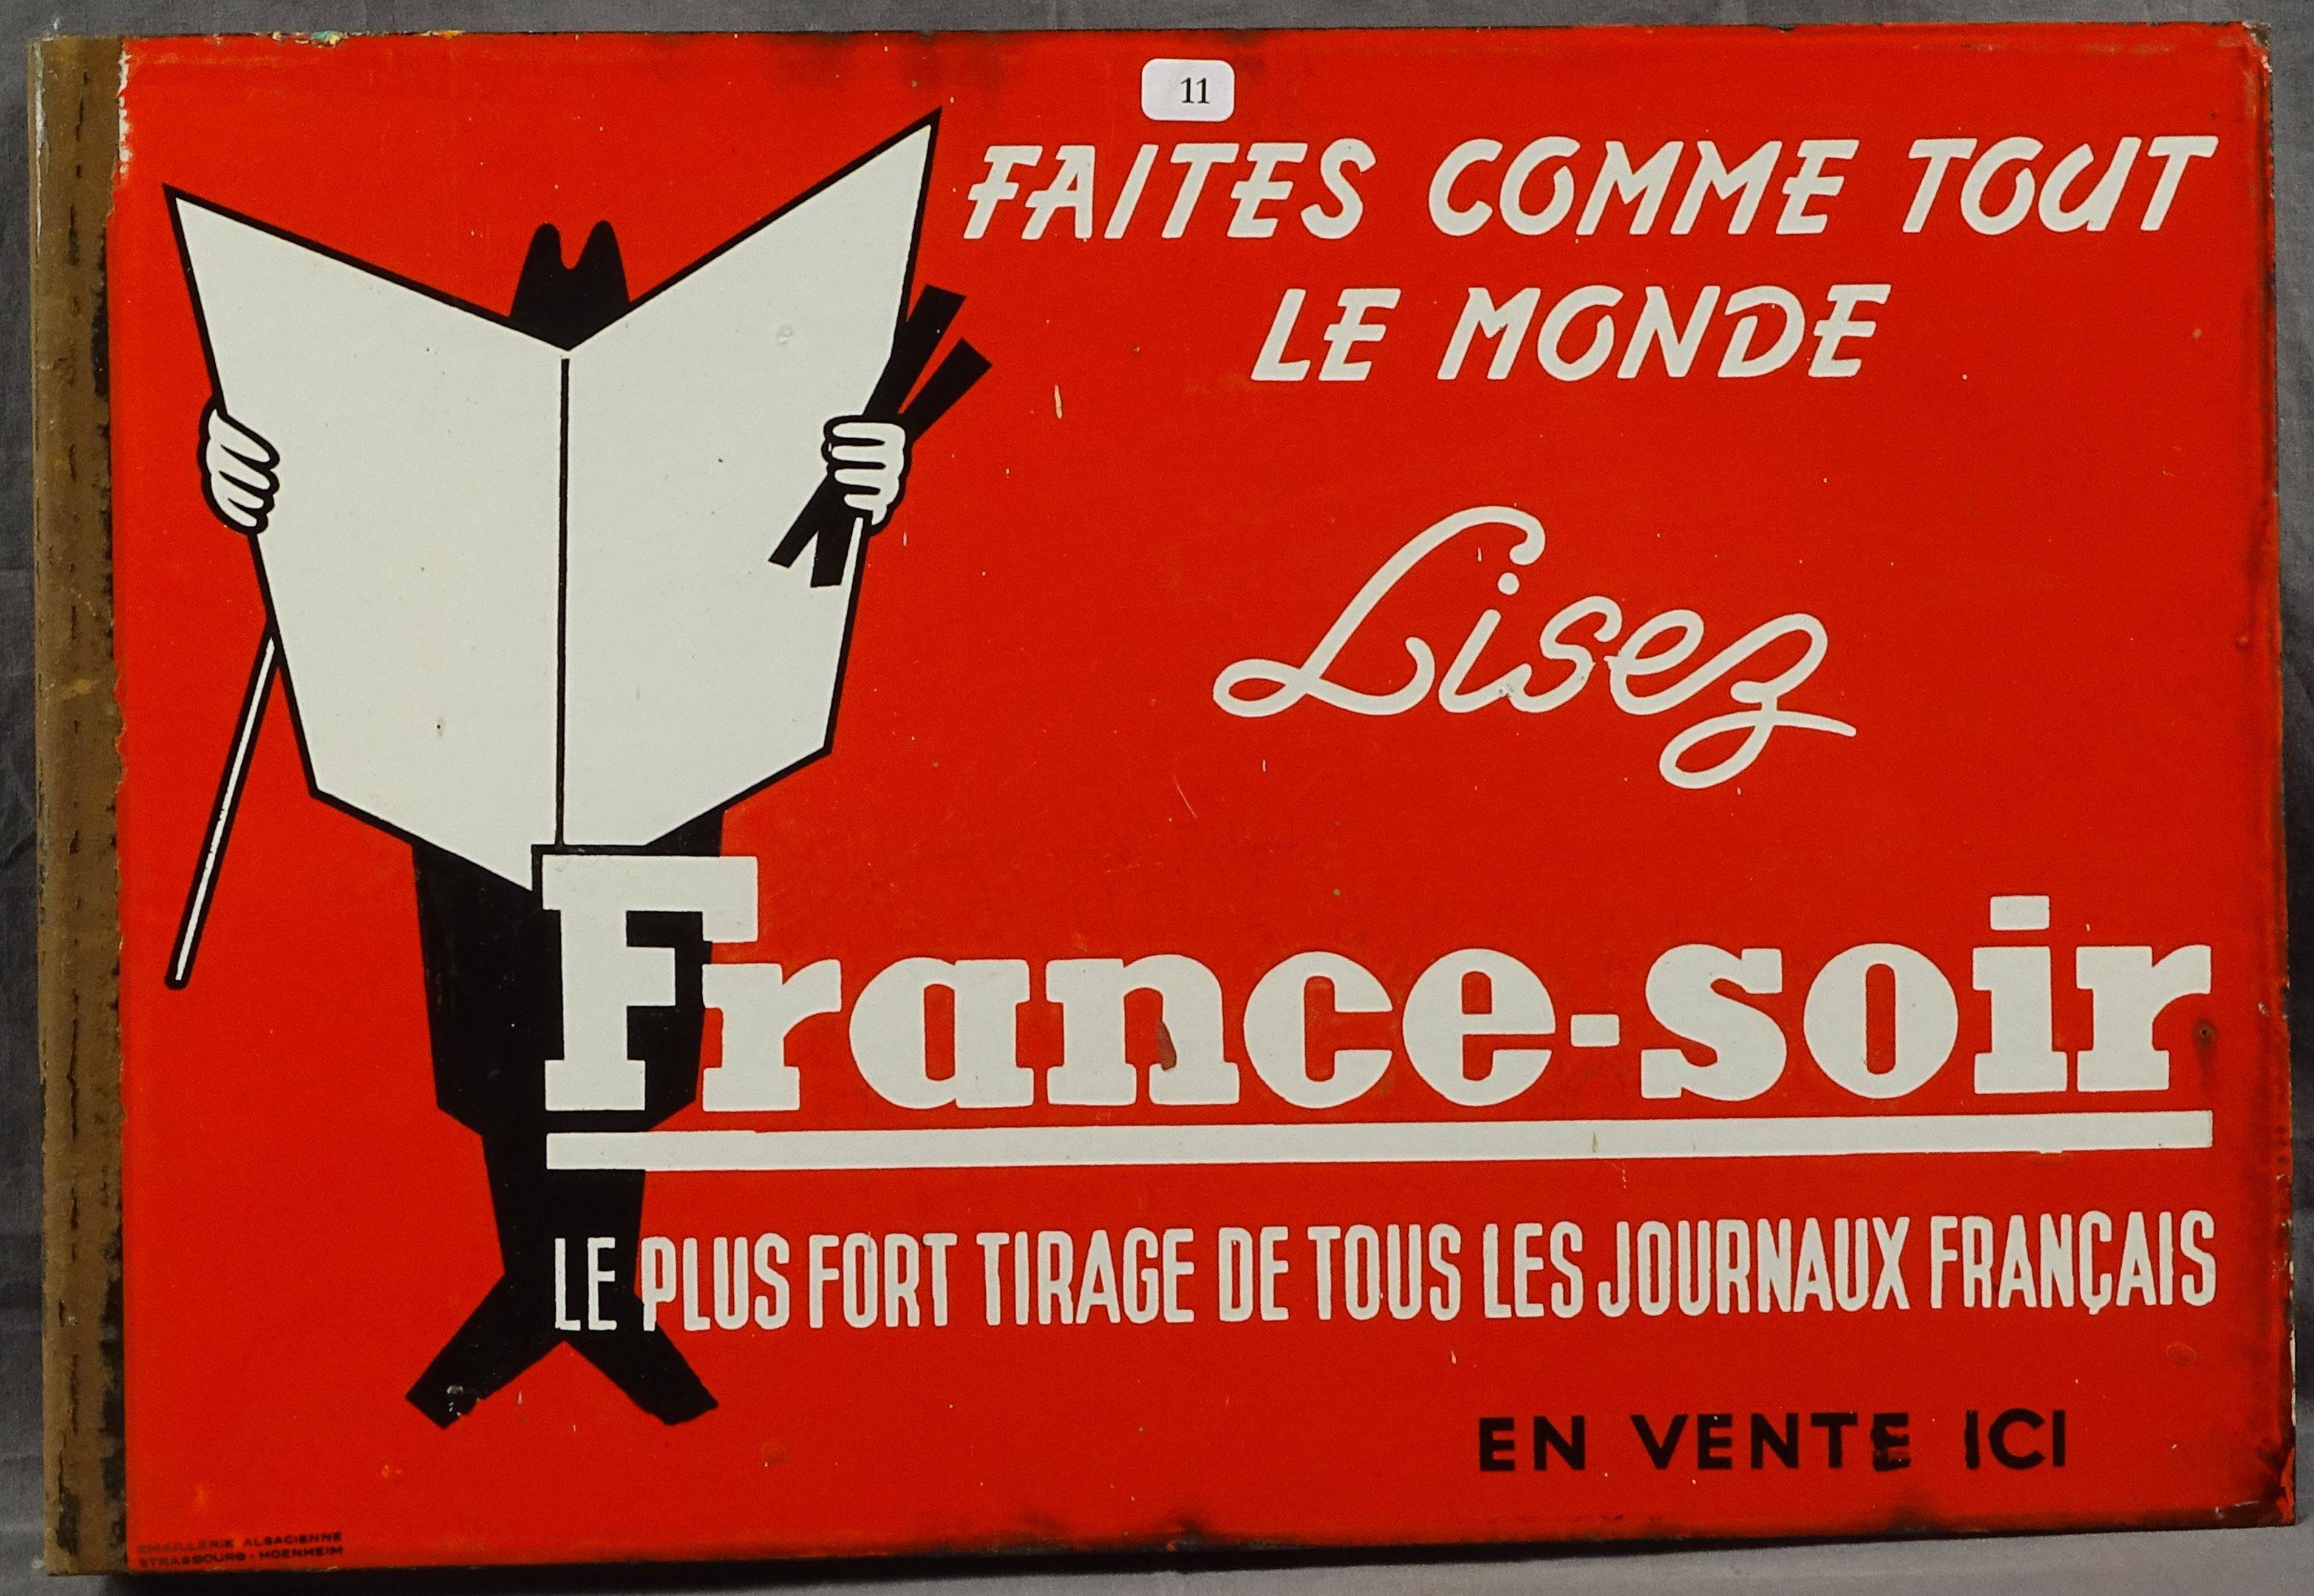 11
FAITES COMME TOUT
LE MONDE
Lisez
France-soir
LE PLUS FORT TIRAGE DE TOUS LES JOURNAUX FRANÇAIS
EN VENTE ICI
EMAILLERIE ALSACIENNE
STRASBOURG - HOENHEIM